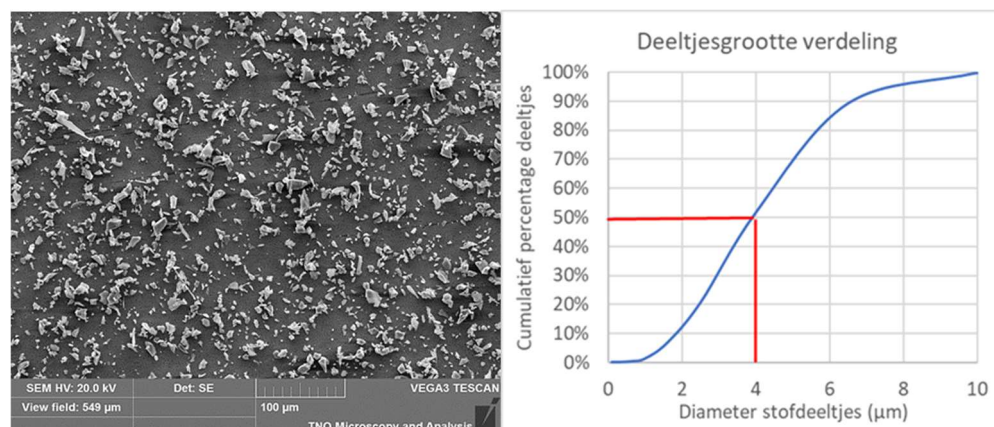 SEM HV: 20.0 kV
Det: SE
VEGA3 TESCAN
View field: 549 µm
100 µm
TNO Microscopy and Analysis
Deeltjesgrootte verdeling
Cumulatief percentage deeltjes
100%
90%
80%
70%
60%
50%
40%
30%
20%
10%
0%
0 2 4 6 8 10
Diameter stofdeeltjes (µm)